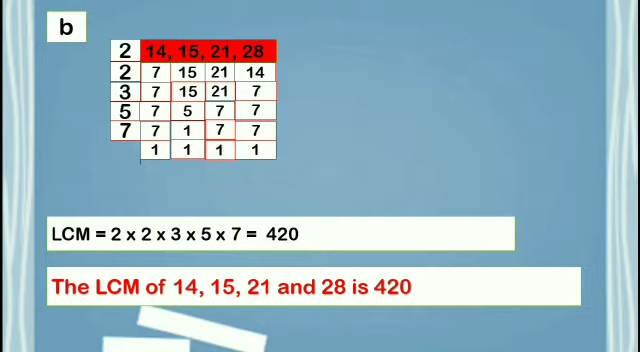 b
2 14, 15, 21, 28
2 7 15 21 14
3 7 15 21 7
5 7 5 7 7
7 7 1 7 7
1 1 1 1
LCM = 2 x 2 x 3 x 5 x 7 = 420
The LCM of 14, 15, 21 and 28 is 420